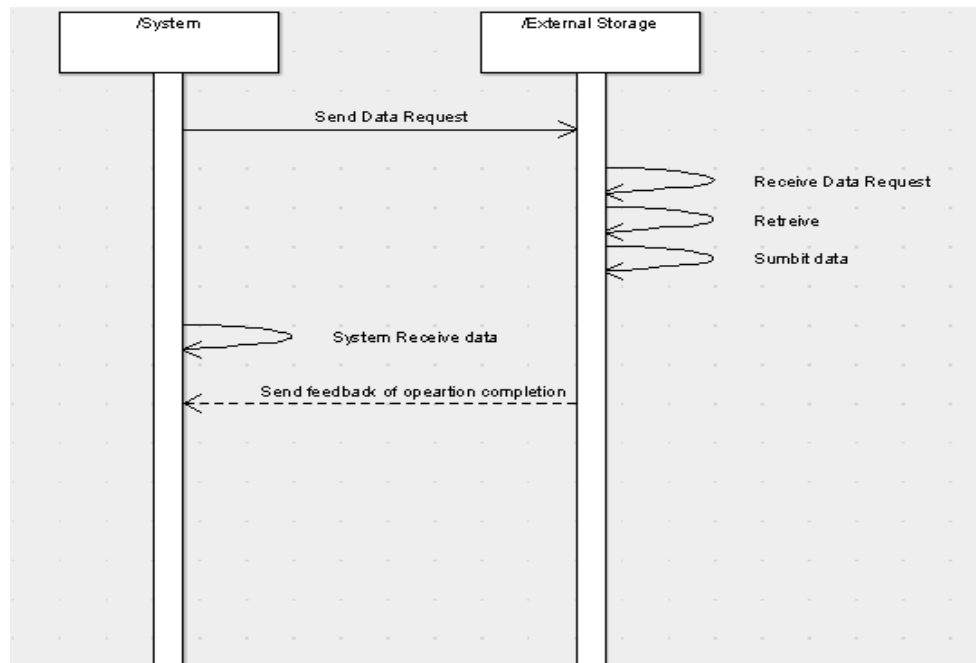 /System
/External Storage
Send Data Request
Receive Data Request
Retreive
Sumbit data
System Receive data
Send feedback of opeartion completion